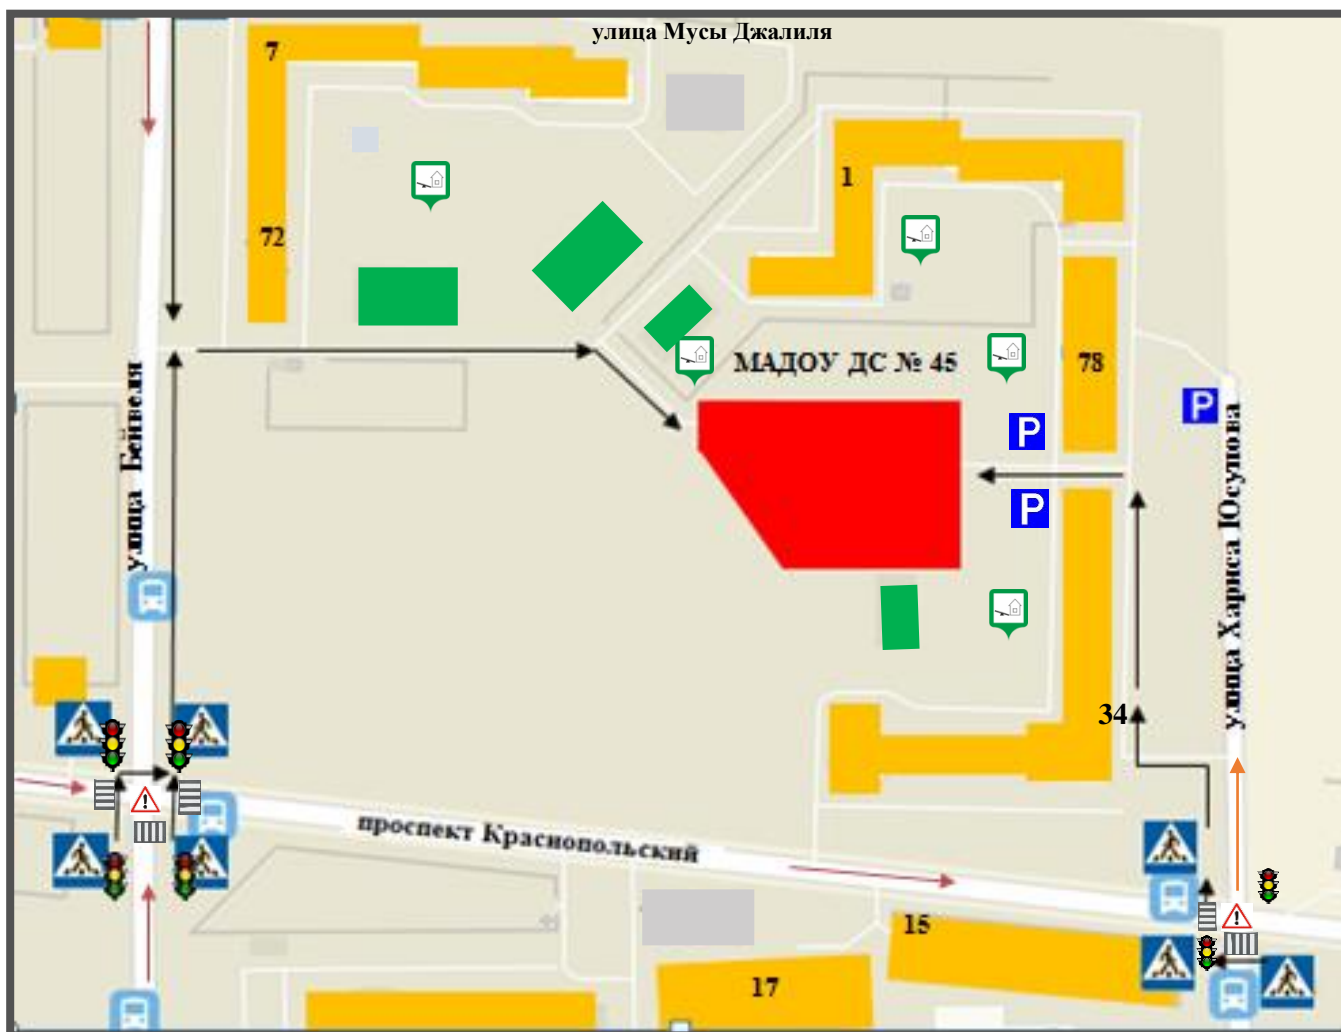 улица Мусы Джалиля
7
1
72
МАДОУ ДС № 45
78
P
P
P
улица Бейвеля
улица Хариса Юсупова
34
проспект Краснопольский
15
17